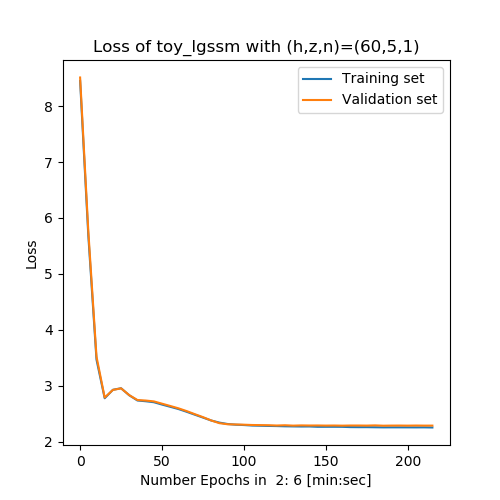 Loss of toy_lgssm with (h,z,n)=(60,5,1)
Training set
Validation set
8
7
6
5
4
3
2
Loss
0
50
100
150
200
Number Epochs in  2: 6 [min:sec]